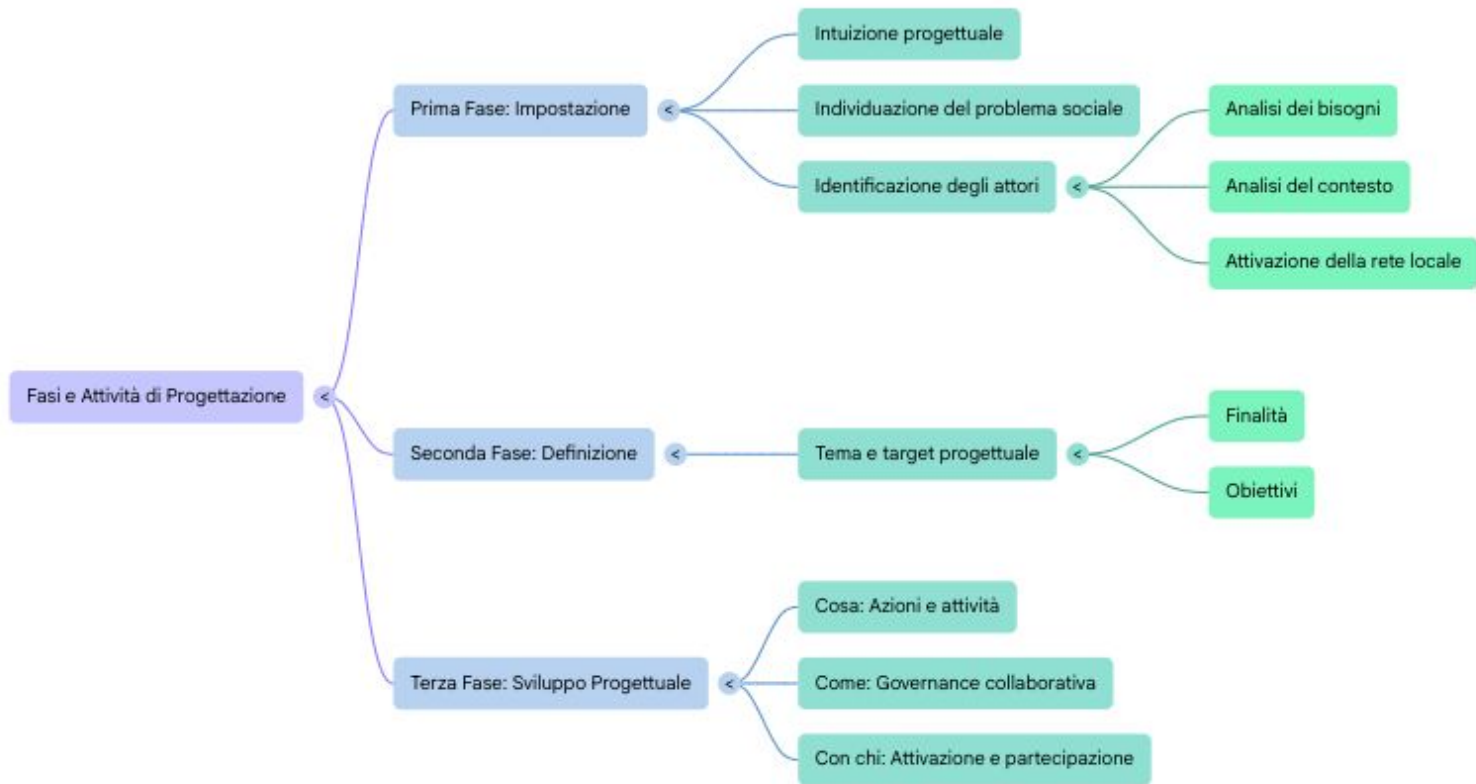 Fasi e Attività di Progettazione
<
Prima Fase: Impostazione
<
Intuizione progettuale
Individuazione del problema sociale
Identificazione degli attori
<
Analisi dei bisogni
Analisi del contesto
Attivazione della rete locale
Seconda Fase: Definizione
<
Tema e target progettuale
<
Finalità
Obiettivi
Terza Fase: Sviluppo Progettuale
<
Cosa: Azioni e attività
Come: Governance collaborativa
Con chi: Attivazione e partecipazione